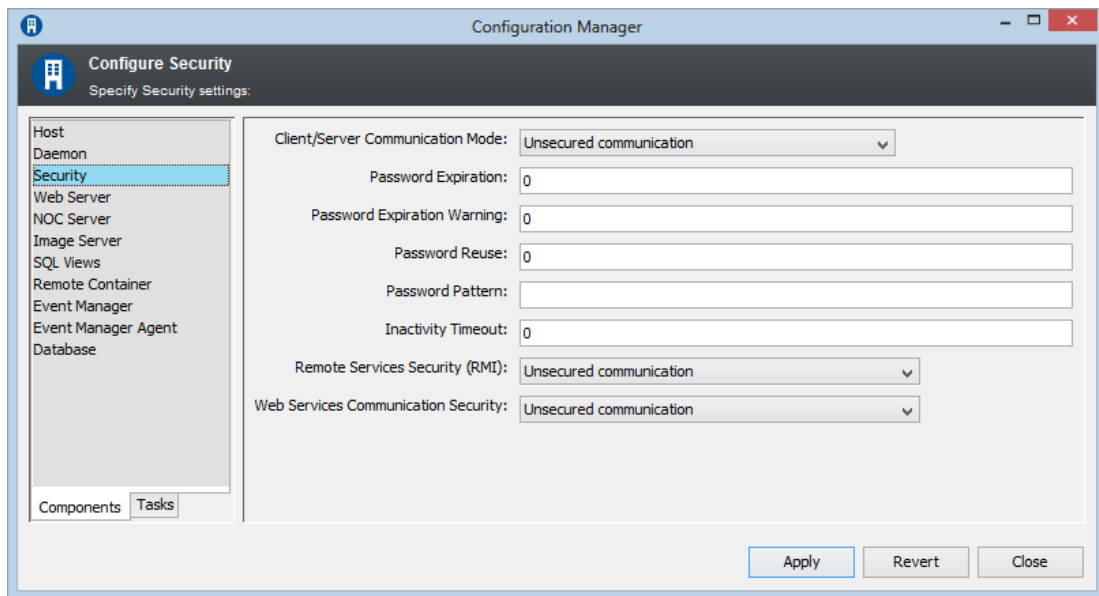 Configuration Manager
Configure Security
Specify Security settings:
Host
Daemon
Security
Web Server
NOC Server
Image Server
SQL Views
Remote Container
Event Manager
Event Manager Agent
Database
Components Tasks
Client/Server Communication Mode: Unsecured communication
Password Expiration: 0
Password Expiration Warning: 0
Password Reuse: 0
Password Pattern:
Inactivity Timeout: 0
Remote Services Security (RMI): Unsecured communication
Web Services Communication Security: Unsecured communication
Apply Revert Close